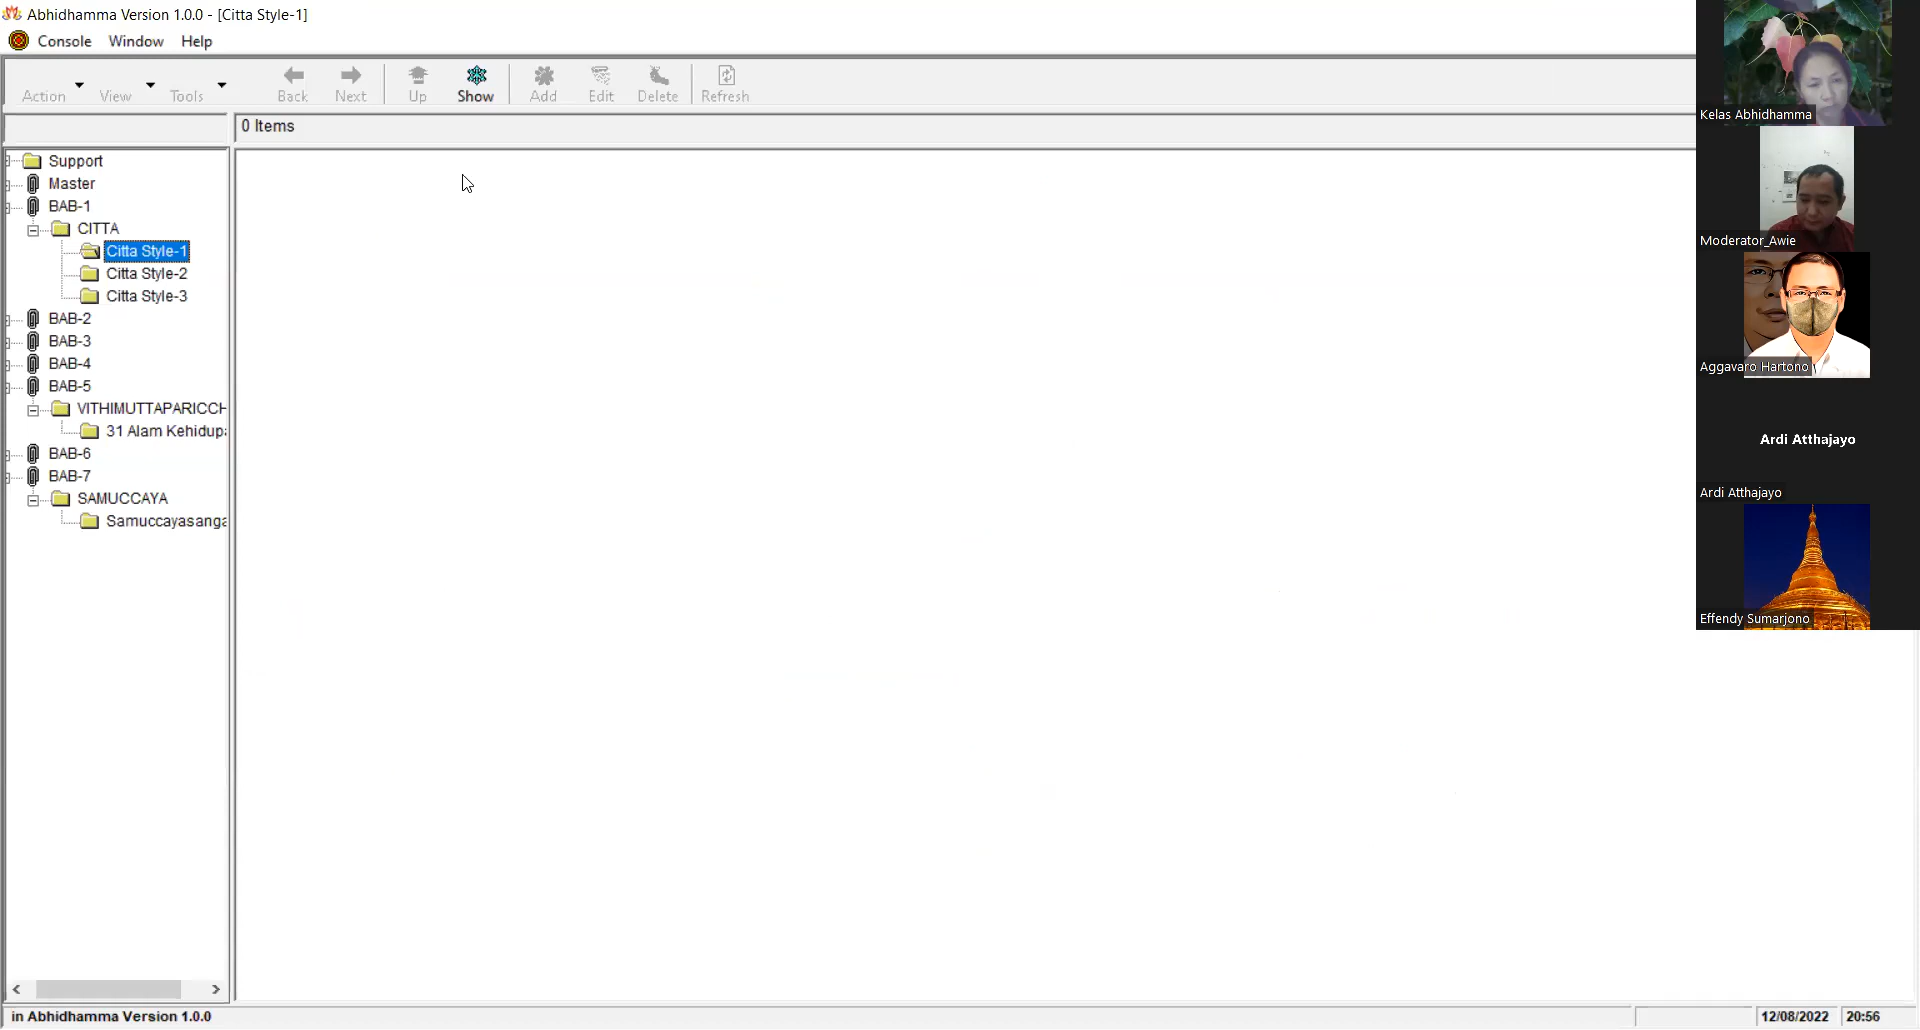 Abhidhamma Version 1.0.0 - [Citta Style-1]
Console Window Help
Action View Tools Back Next Up Show Add Edit Delete Refresh
0 Items
Support
Master
BAB-1
CITTA
Citta Style-1
Citta Style-2
Citta Style-3
BAB-2
BAB-3
BAB-4
BAB-5
VITHIMUTTAPARICCH
31 Alam Kehidupa
BAB-6
BAB-7
SAMUCCAYA
Samuccayasanga
Kelas Abhidhamma
Moderator_Awie
Aggavaro Hartono
Ardi Atthajayo
Ardi Atthajayo
Effendy Sumarjono
in Abhidhamma Version 1.0.0
12/08/2022 20:56